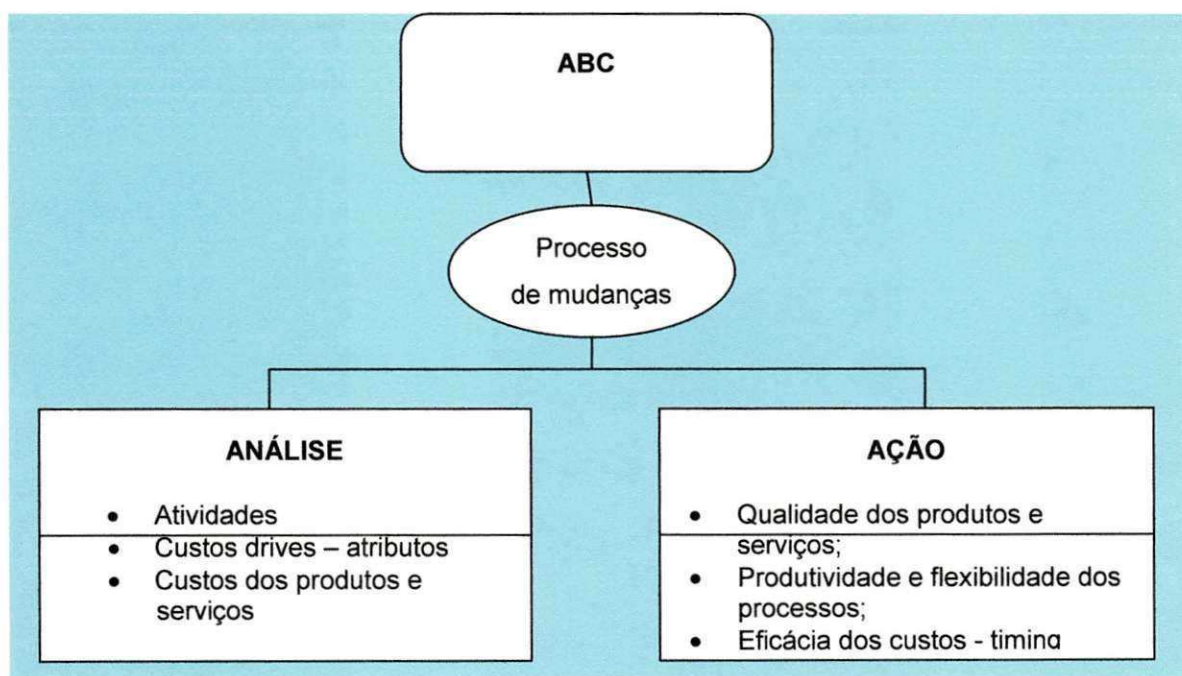 ABC
Processo
de mudanças
ANÁLISE
• Atividades
• Custos drives – atributos
• Custos dos produtos e
serviços
AÇÃO
• Qualidade dos produtos e
serviços;
• Produtividade e flexibilidade dos
processos;
• Eficácia dos custos - timing